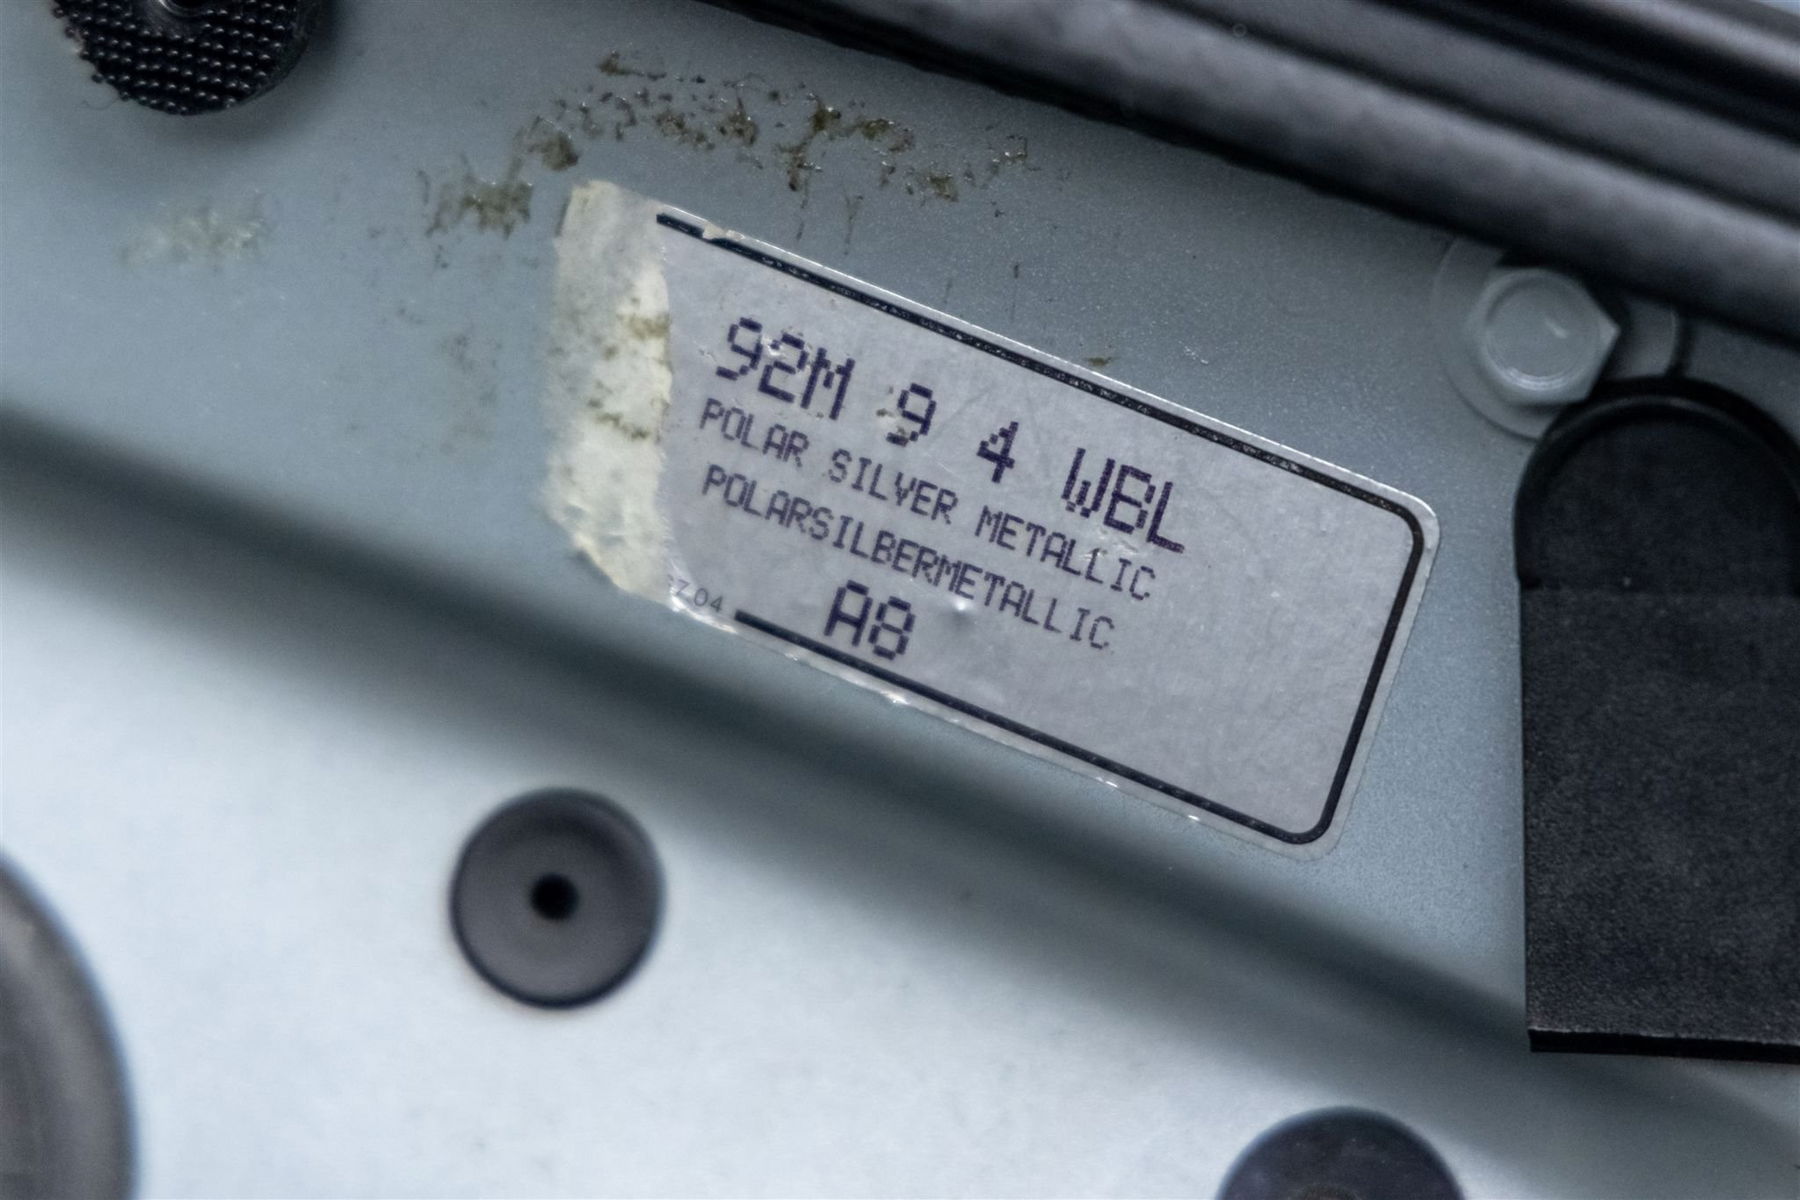 92M 9 4 WBL
POLAR SILVER METALLIC
POLARSILBERMETALLIC
A8